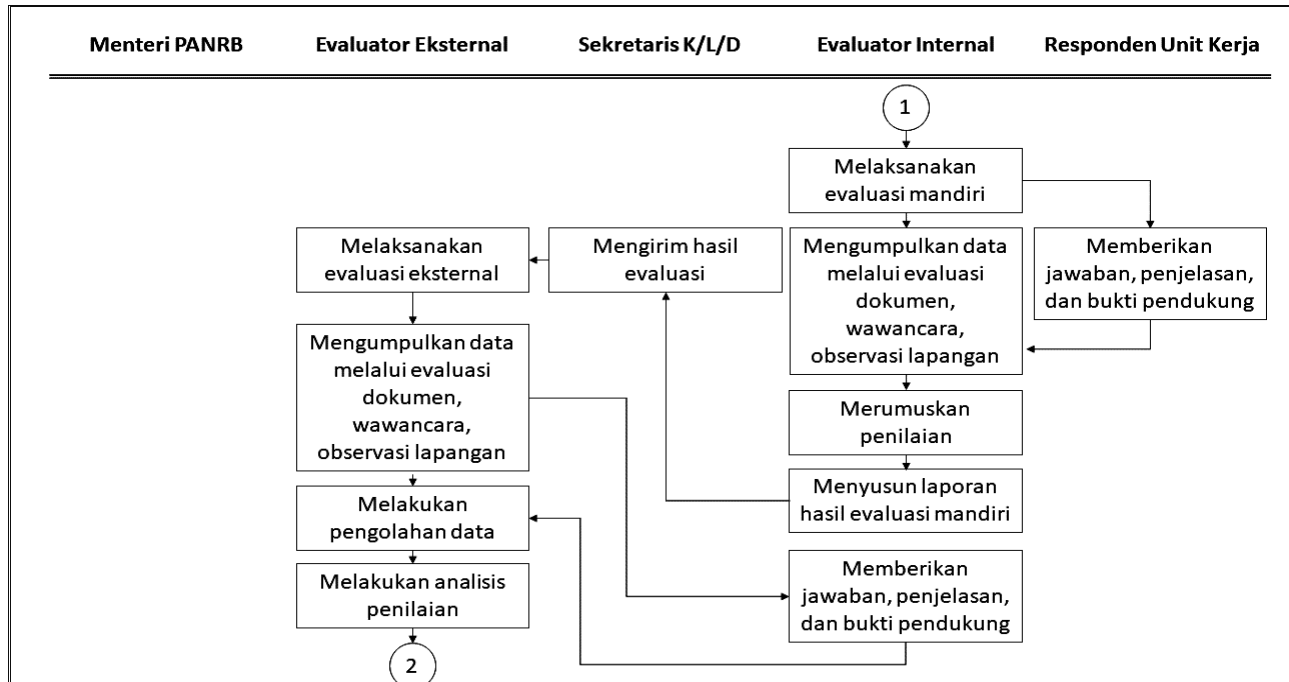 Menteri PANRB
Evaluator Eksternal
Sekretaris K/L/D
Evaluator Internal
Responden Unit Kerja
1
Melaksanakan
evaluasi mandiri
Melaksanakan
evaluasi eksternal
Mengirim hasil
evaluasi
Mengumpulkan data
melalui evaluasi
dokumen,
wawancara,
observasi lapangan
Memberikan
jawaban, penjelasan,
dan bukti pendukung
Mengumpulkan data
melalui evaluasi
dokumen,
wawancara,
observasi lapangan
Merumuskan
penilaian
Menyusun laporan
hasil evaluasi mandiri
Melakukan
pengolahan data
Memberikan
jawaban, penjelasan,
dan bukti pendukung
Melakukan analisis
penilaian
2